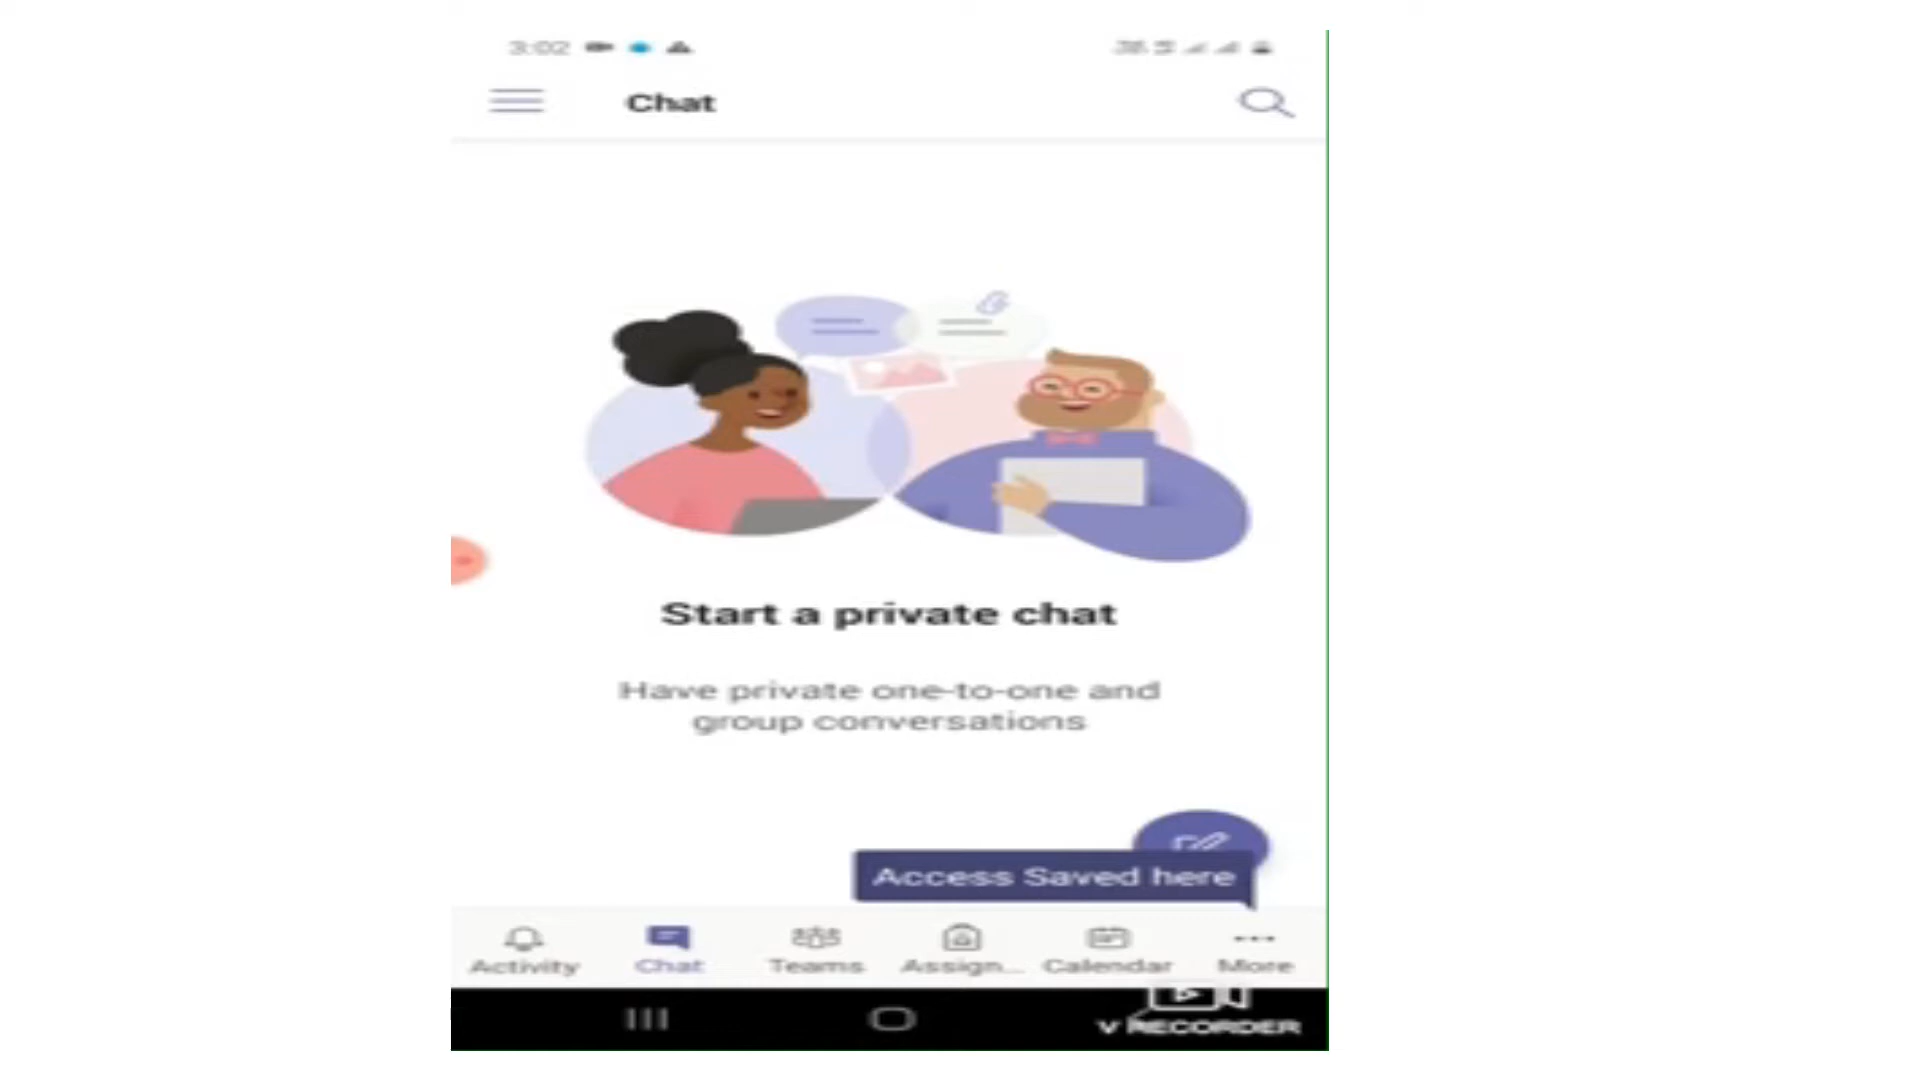 3:02
Chat
Start a private chat
Have private one-to-one and
group conversations
Access Saved here
Activity
Chat
Teams
Assign...
Calendar
More
V RECORDER